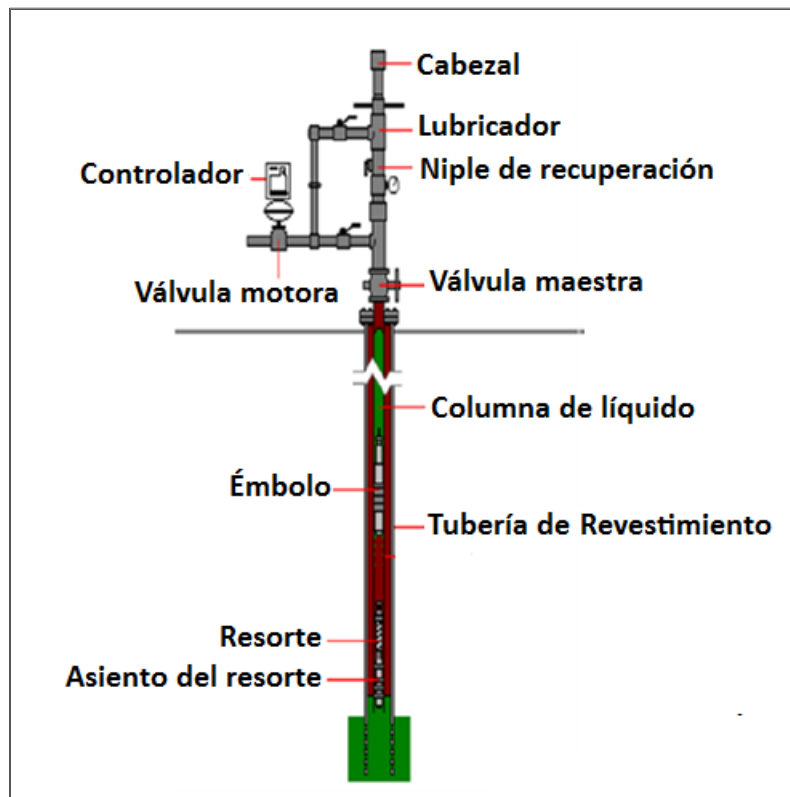 Cabezal
Lubricador
Niple de recuperación
Controlador
Válvula motora
Válvula maestra
Columna de líquido
Émbolo
Tubería de Revestimiento
Resorte
Asiento del resorte